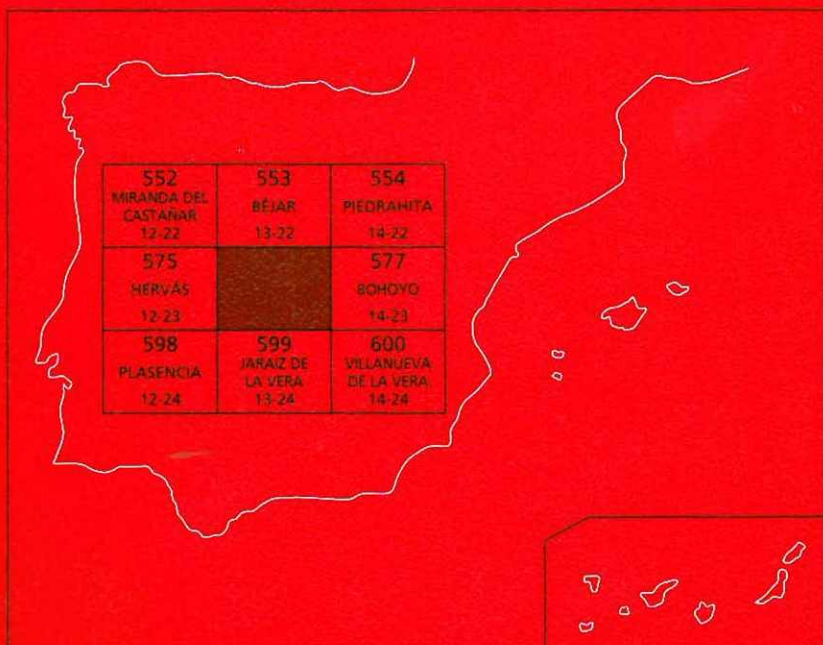 552
MIRANDA DEL
CASTAÑAR
12-22
553
BÉJAR
13-22
554
PIEDRAHITA
14-22
575
HERVÁS
12-23
577
BOHOYO
14-23
598
PLASENCIA
12-24
599
JARAIZ DE
LA VERA
13-24
600
VILLANUEVA
DE LA VERA
14-24